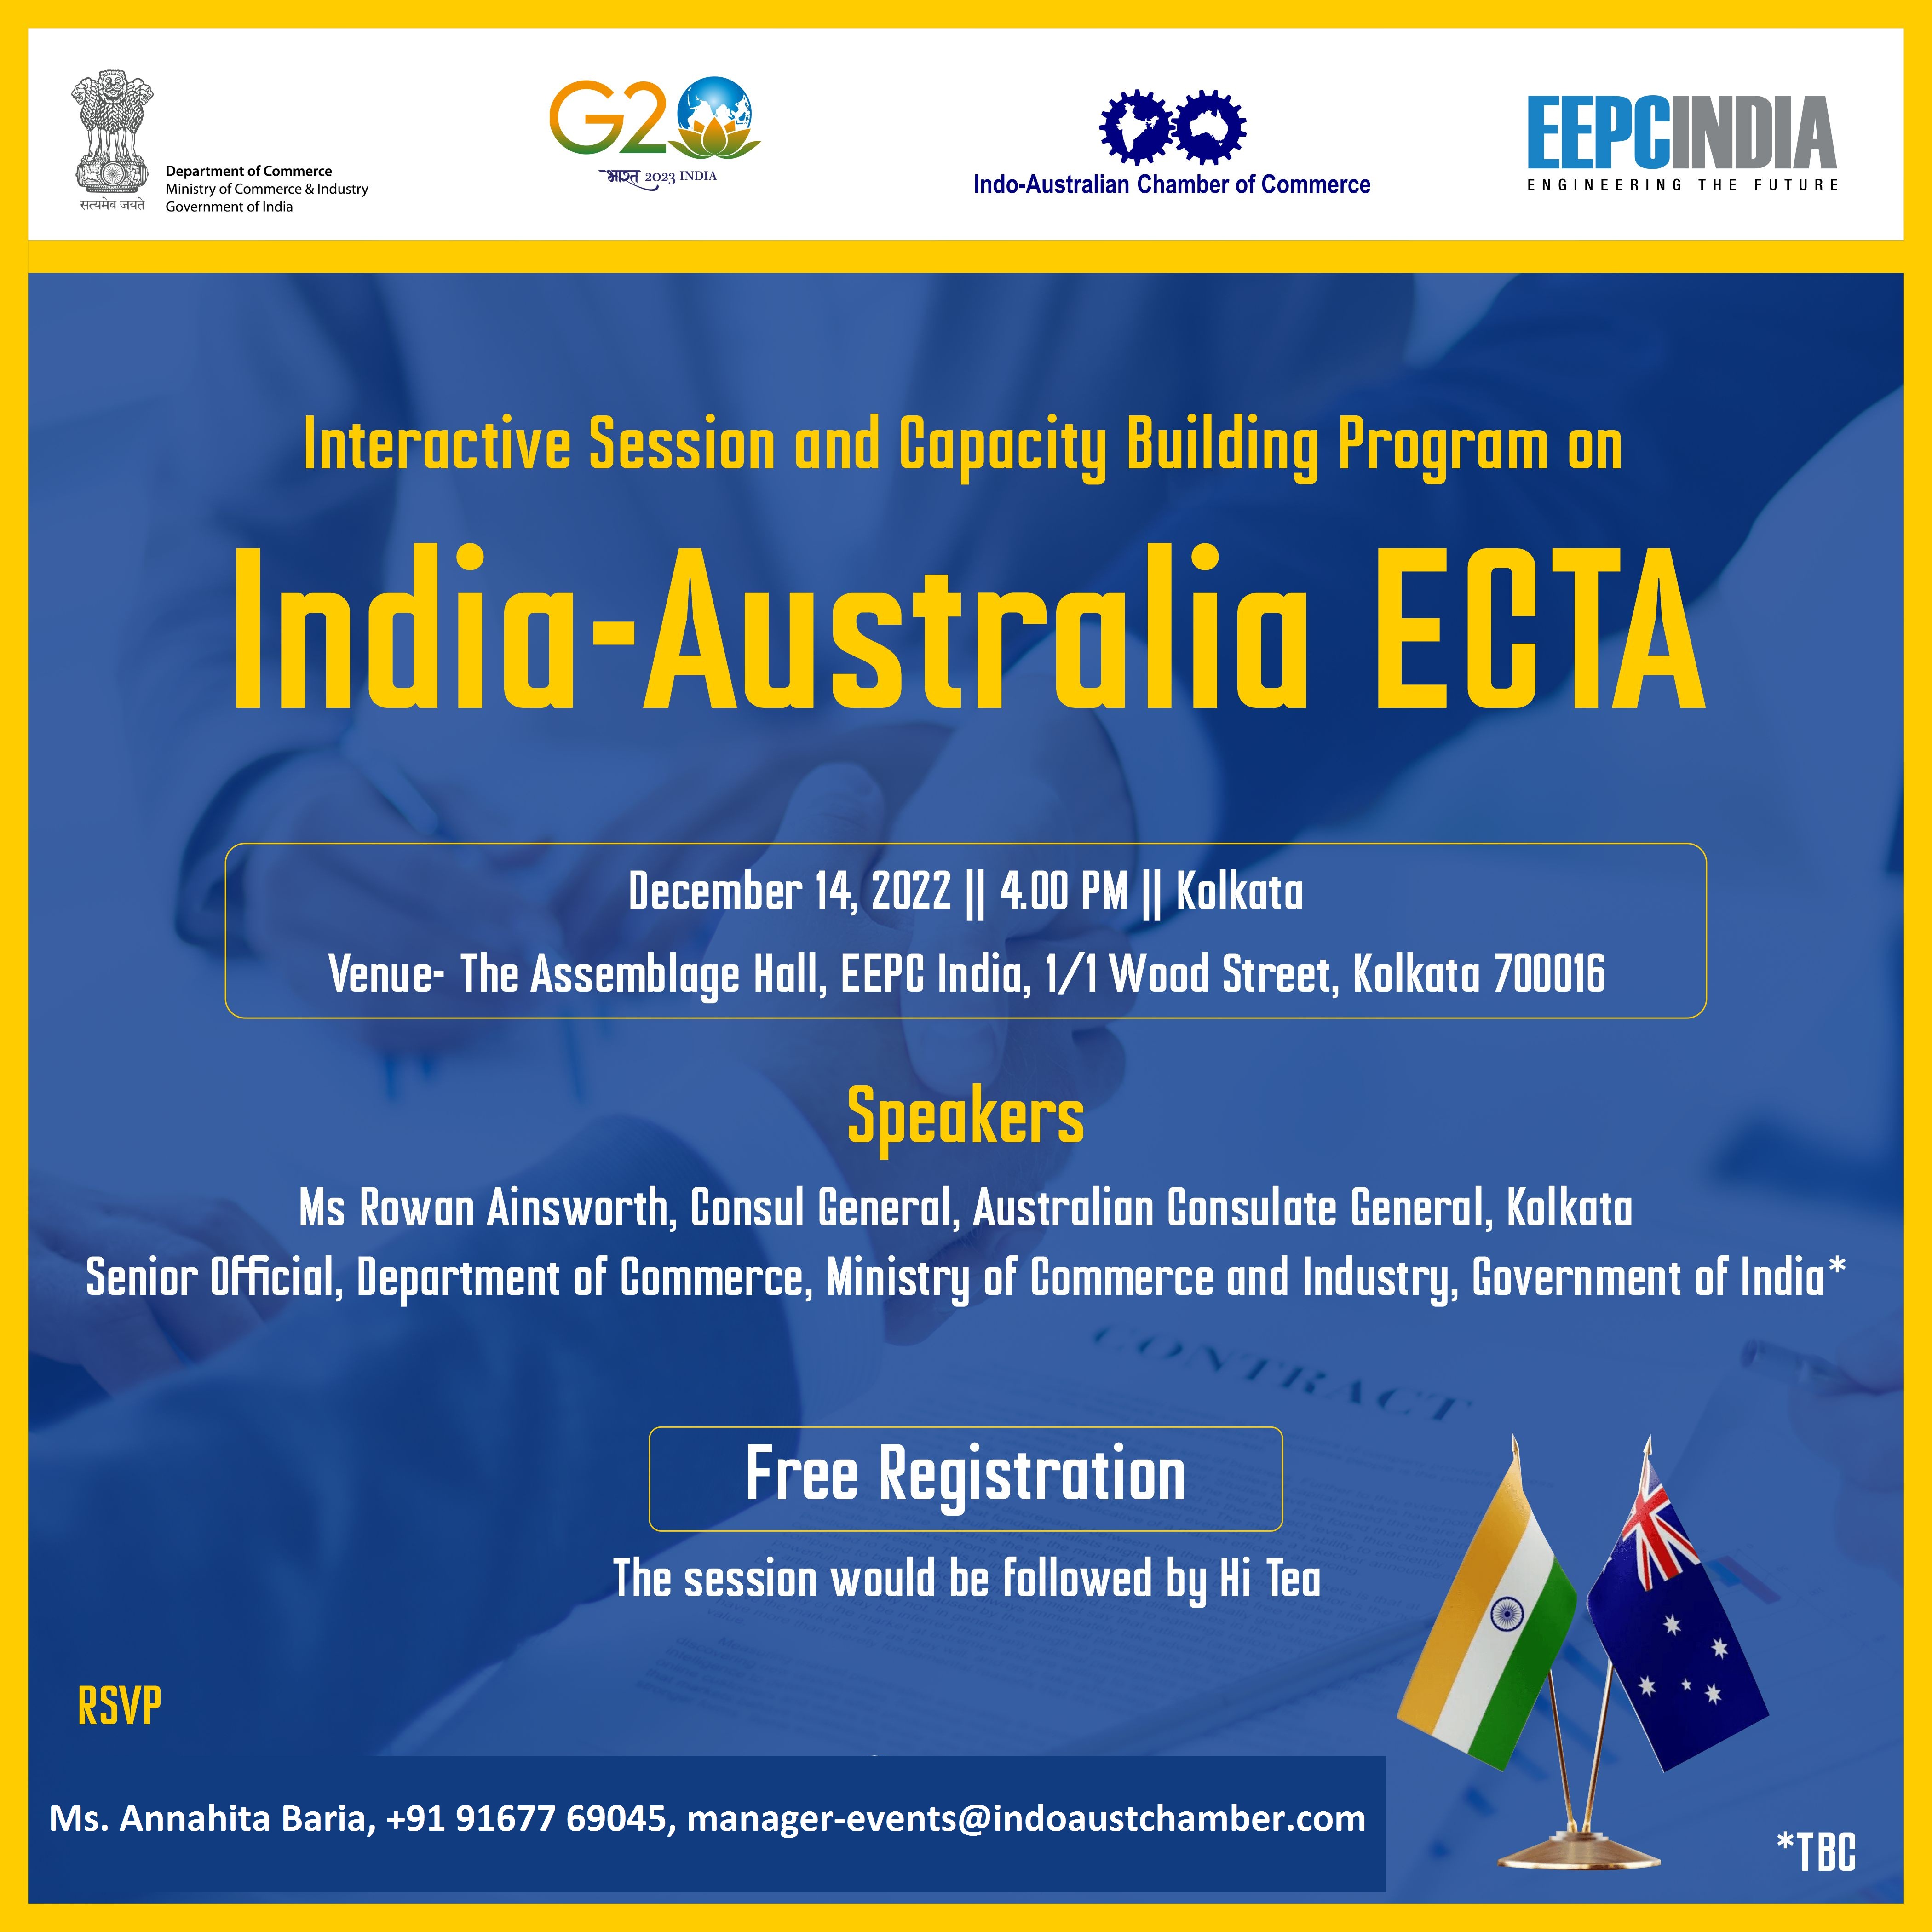 सत्यमेव जयते
Department of Commerce
Ministry of Commerce & Industry
Government of India
G20
भारत 2023 INDIA
Indo-Australian Chamber of Commerce
EEPCINDIA
ENGINEERING THE FUTURE
Interactive Session and Capacity Building Program on
India-Australia ECTA
December 14, 2022 || 4.00 PM || Kolkata
Venue- The Assemblage Hall, EEPC India, 1/1 Wood Street, Kolkata 700016
Speakers
Ms Rowan Ainsworth, Consul General, Australian Consulate General, Kolkata
Senior Official, Department of Commerce, Ministry of Commerce and Industry, Government of India*
CONTRACT
Free Registration
The session would be followed by Hi Tea
RSVP
Ms. Annahita Baria, +91 91677 69045, manager-events@indoaustchamber.com
*TBC